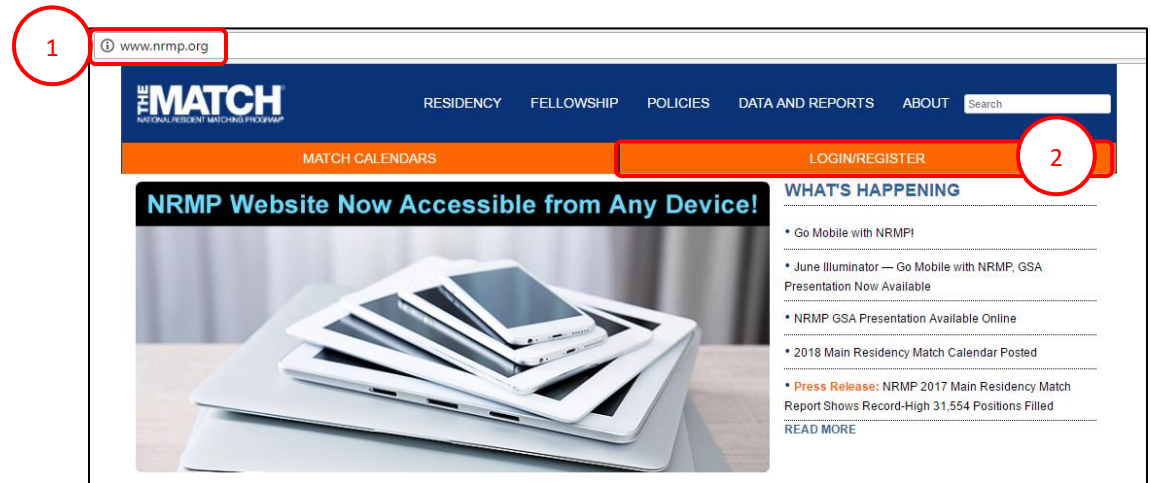 1
www.nrmp.org
THE MATCH
NATIONAL RESIDENT MATCHING PROGRAM®
RESIDENCY FELLOWSHIP POLICIES DATA AND REPORTS ABOUT Search
MATCH CALENDARS LOGIN/REGISTER 2
NRMP Website Now Accessible from Any Device!
WHAT'S HAPPENING
• Go Mobile with NRMP!
• June Illuminator — Go Mobile with NRMP, GSA
Presentation Now Available
• NRMP GSA Presentation Available Online
• 2018 Main Residency Match Calendar Posted
• Press Release: NRMP 2017 Main Residency Match
Report Shows Record-High 31,554 Positions Filled
READ MORE